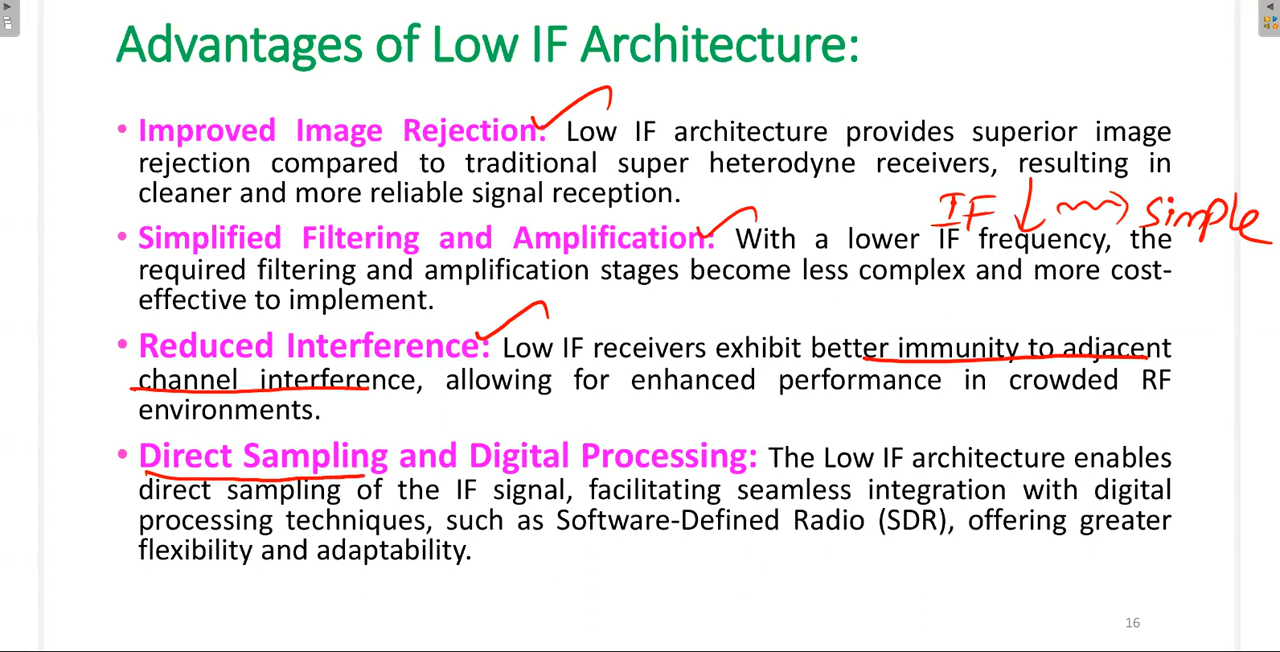 Advantages of Low IF Architecture:
• Improved Image Rejection: Low IF architecture provides superior image
rejection compared to traditional super heterodyne receivers, resulting in
cleaner and more reliable signal reception.
IF ↓ → Simple
• Simplified Filtering and Amplification: With a lower IF frequency, the
required filtering and amplification stages become less complex and more cost-
effective to implement.
• Reduced Interference: Low IF receivers exhibit better immunity to adjacent
channel interference, allowing for enhanced performance in crowded RF
environments.
• Direct Sampling and Digital Processing: The Low IF architecture enables
direct sampling of the IF signal, facilitating seamless integration with digital
processing techniques, such as Software-Defined Radio (SDR), offering greater
flexibility and adaptability.
16